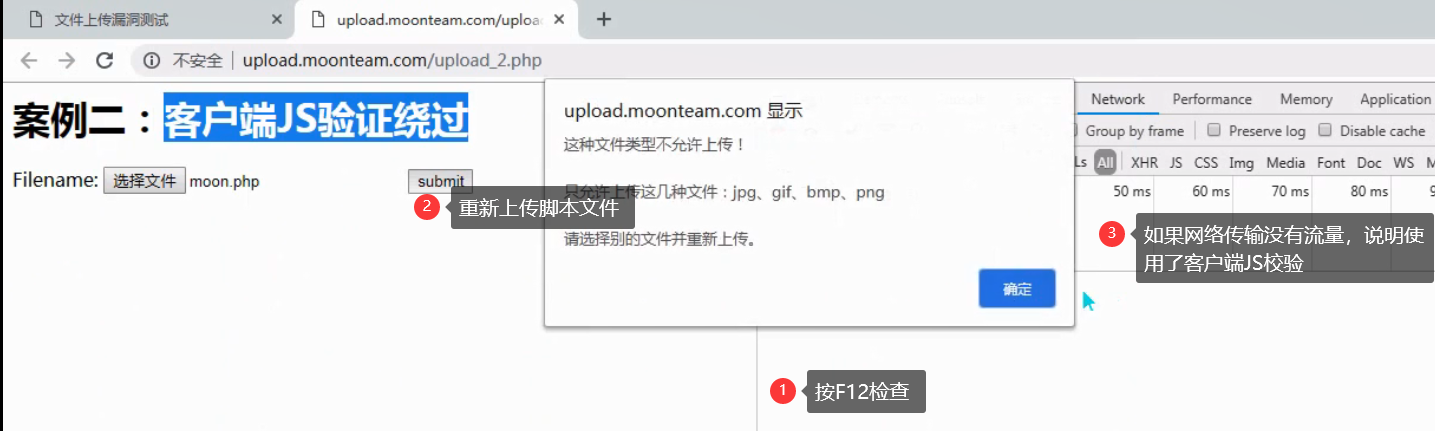 文件上传漏洞测试
upload.moonteam.com/uploa
不安全 upload.moonteam.com/upload_2.php
案例二：客户端JS验证绕过
Filename: 选择文件 moon.php submit
② 重新上传脚本文件
upload.moonteam.com 显示
这种文件类型不允许上传！
只允许上传这几种文件：jpg、gif、bmp、png
请选择别的文件并重新上传。
确定
Network Performance Memory Application
Group by frame Preserve log Disable cache
All XHR JS CSS Img Media Font Doc WS
50 ms 60 ms 70 ms 80 ms
3 如果网络传输没有流量，说明使
用了客户端JS校验
1 按F12检查